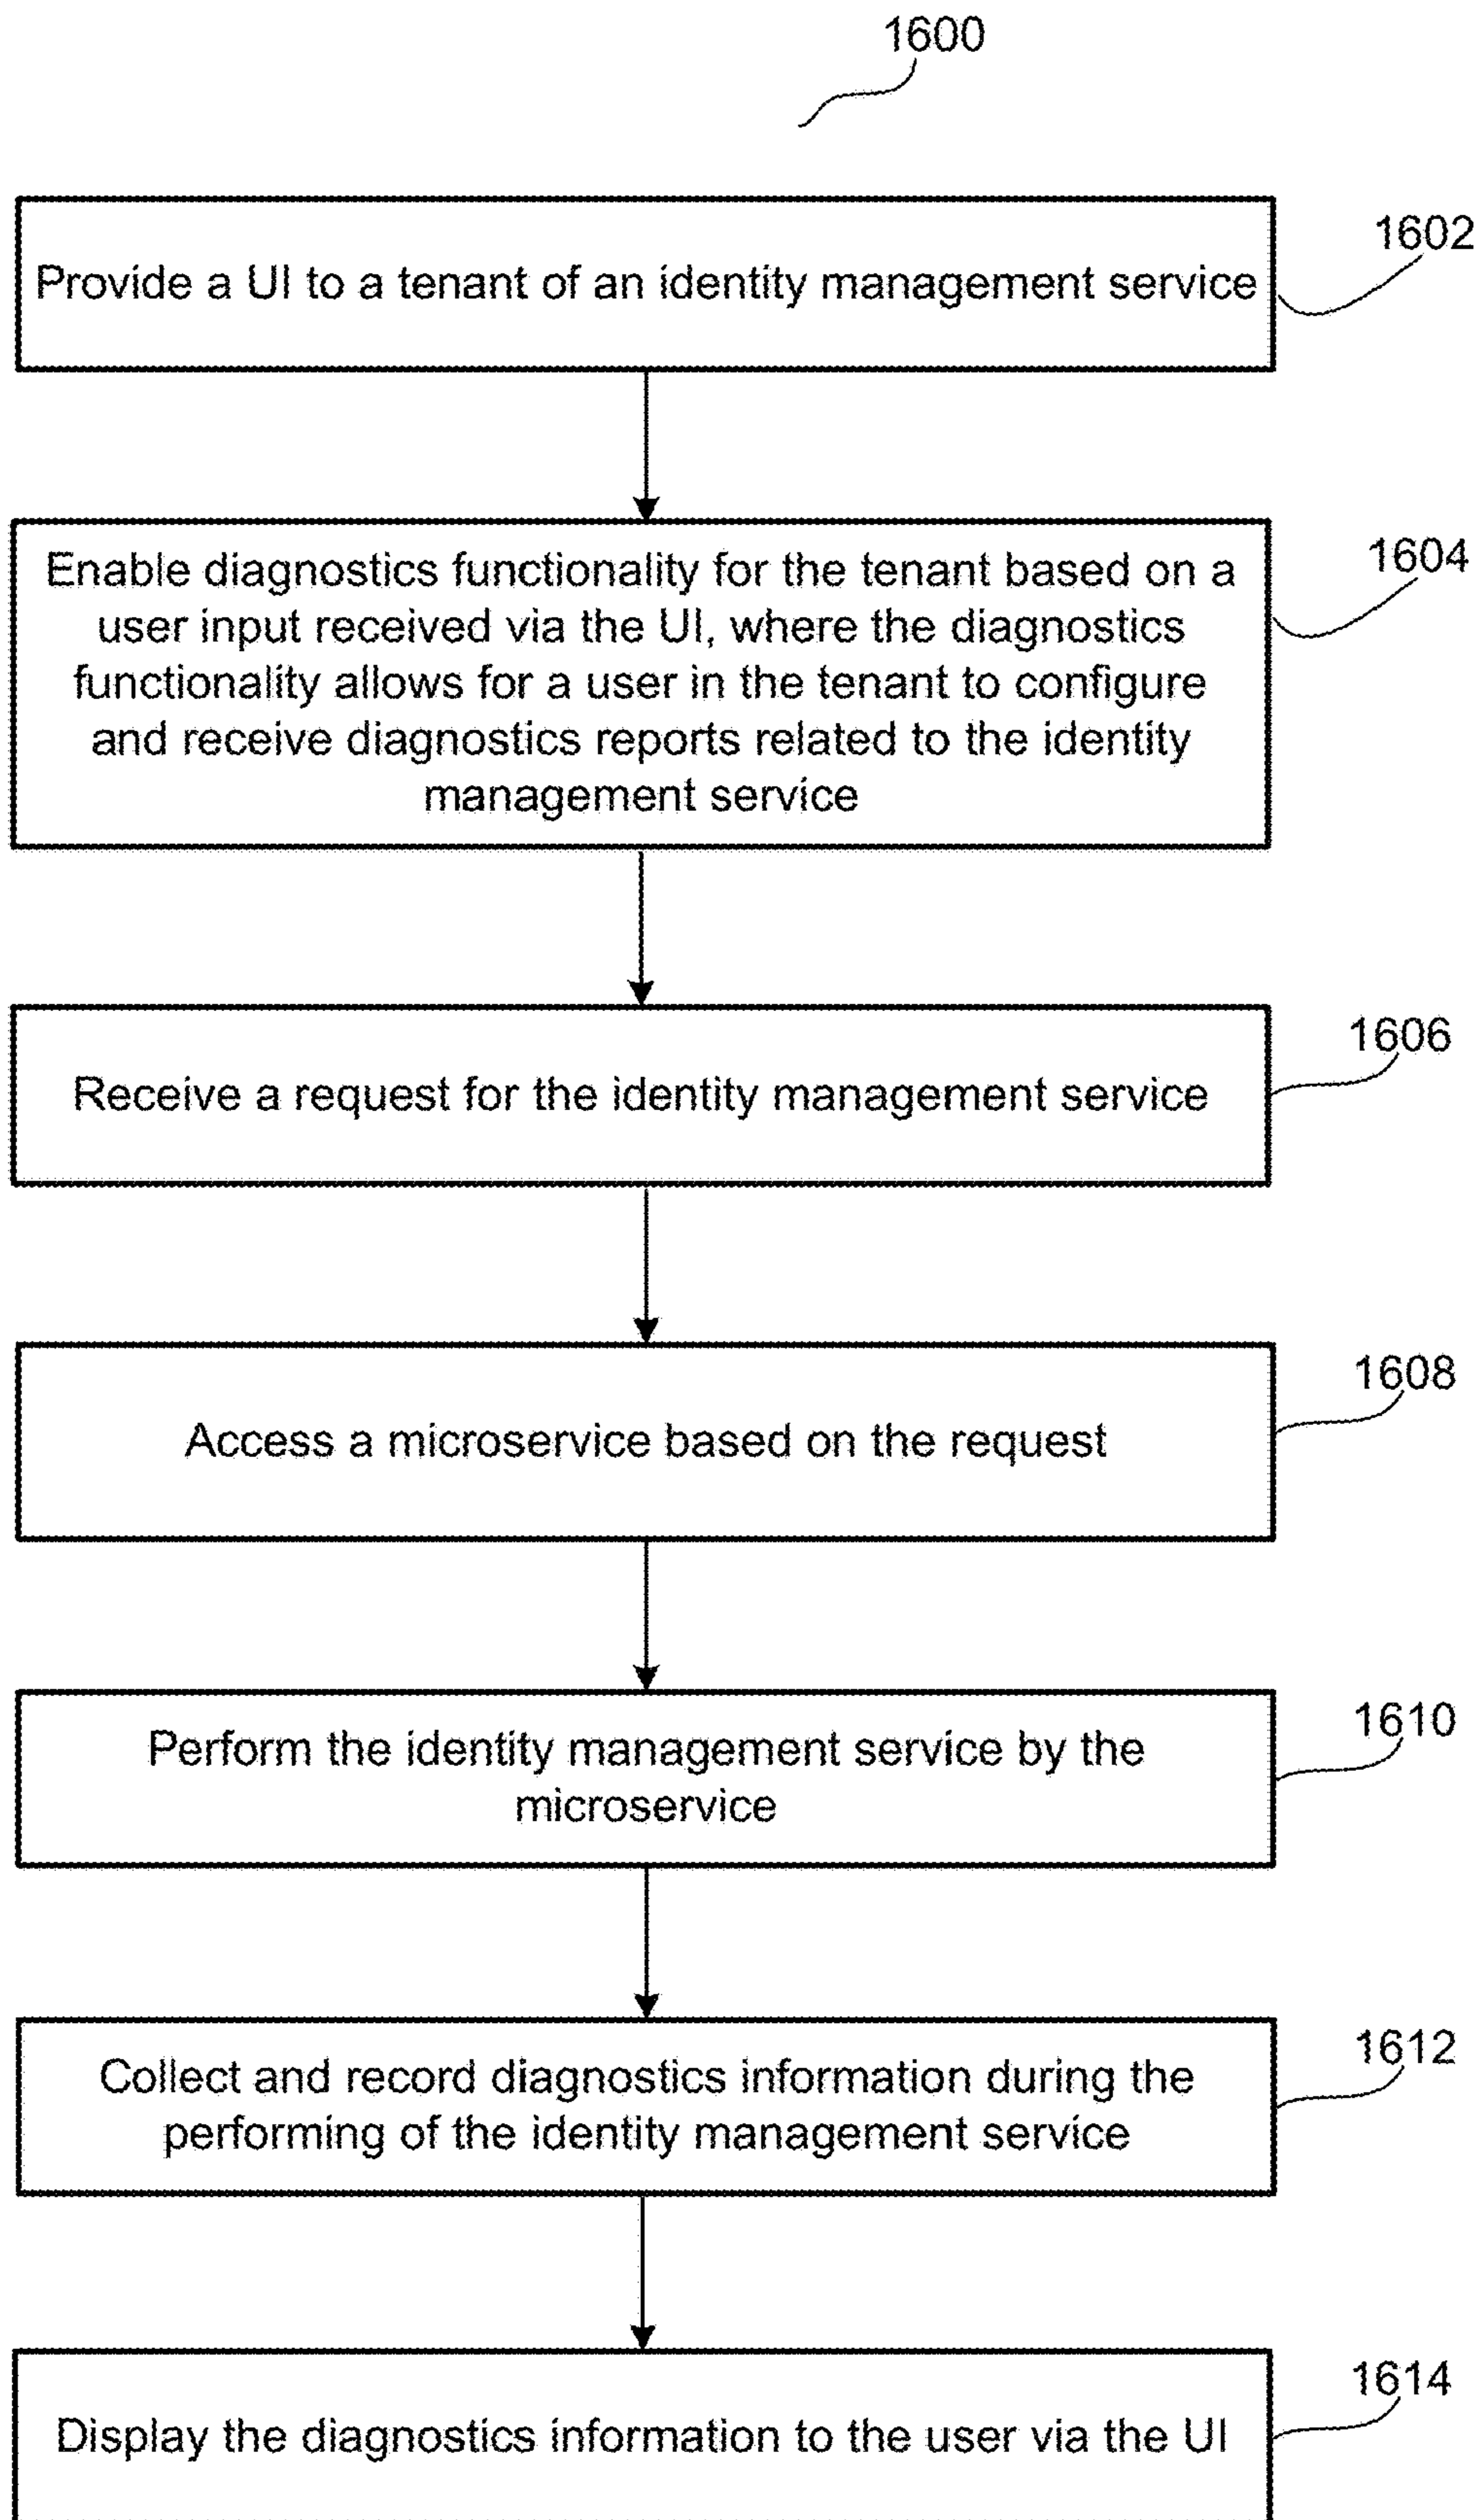 1600
Provide a UI to a tenant of an identity management service
1602
Enable diagnostics functionality for the tenant based on a
user input received via the UI, where the diagnostics
functionality allows for a user in the tenant to configure
and receive diagnostics reports related to the identity
management service
1604
Receive a request for the identity management service
1606
Access a microservice based on the request
1608
Perform the identity management service by the
microservice
1610
Collect and record diagnostics information during the
performing of the identity management service
1612
Display the diagnostics information to the user via the UI
1614